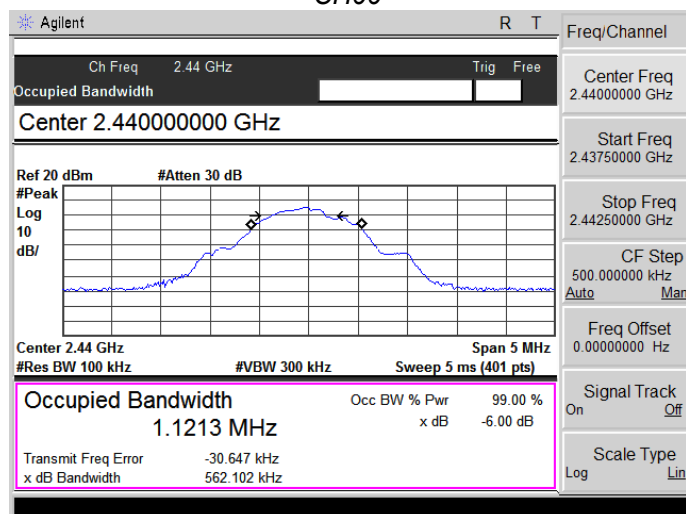 Agilent R T
Freq/Channel
Ch Freq 2.44 GHz Trig Free
Occupied Bandwidth
Center 2.440000000 GHz
Ref 20 dBm #Atten 30 dB
#Peak
Log
10
dB/
Center 2.44 GHz Span 5 MHz
#Res BW 100 kHz #VBW 300 kHz Sweep 5 ms (401 pts)
Occupied Bandwidth Occ BW % Pwr 99.00 %
1.1213 MHz x dB -6.00 dB
Transmit Freq Error -30.647 kHz
x dB Bandwidth 562.102 kHz
Center Freq
2.44000000 GHz
Start Freq
2.43750000 GHz
Stop Freq
2.44250000 GHz
CF Step
500.000000 kHz
Auto Man
Freq Offset
0.00000000 Hz
Signal Track
On Off
Scale Type
Log Lin